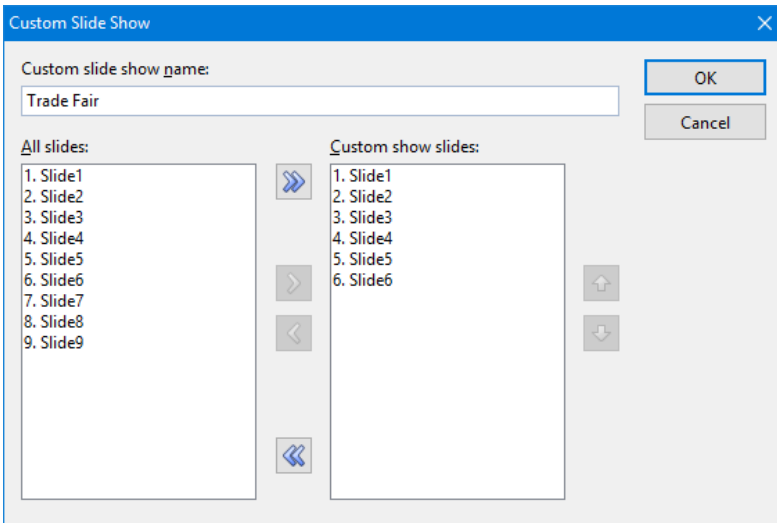 Custom Slide Show
Custom slide show name:
OK
Trade Fair
Cancel
All slides:
Custom show slides:
1. Slide1
2. Slide2
3. Slide3
4. Slide4
5. Slide5
6. Slide6
7. Slide7
8. Slide8
9. Slide9
1. Slide1
2. Slide2
3. Slide3
4. Slide4
5. Slide5
6. Slide6